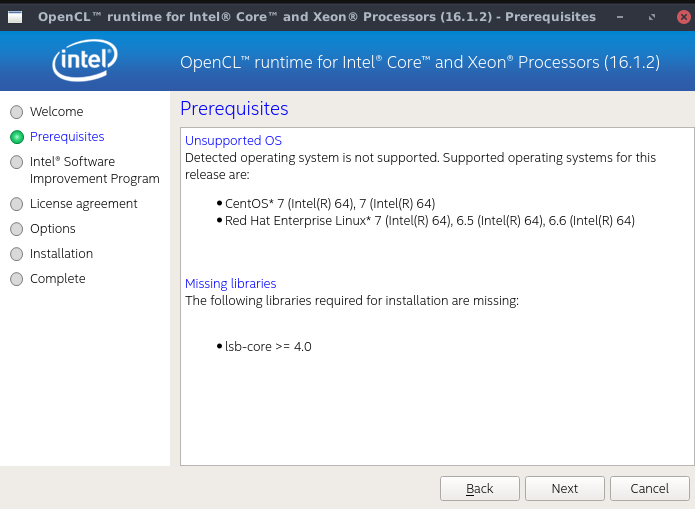 OpenCL™ runtime for Intel® Core™ and Xeon® Processors (16.1.2) - Prerequisites
intel®
OpenCL™ runtime for Intel® Core™ and Xeon® Processors (16.1.2)
Welcome
Prerequisites
Intel® Software
Improvement Program
License agreement
Options
Installation
Complete
Prerequisites
Unsupported OS
Detected operating system is not supported. Supported operating systems for this
release are:
● CentOS* 7 (Intel(R) 64), 7 (Intel(R) 64)
● Red Hat Enterprise Linux* 7 (Intel(R) 64), 6.5 (Intel(R) 64), 6.6 (Intel(R) 64)
Missing libraries
The following libraries required for installation are missing:
● lsb-core >= 4.0
Back
Next
Cancel